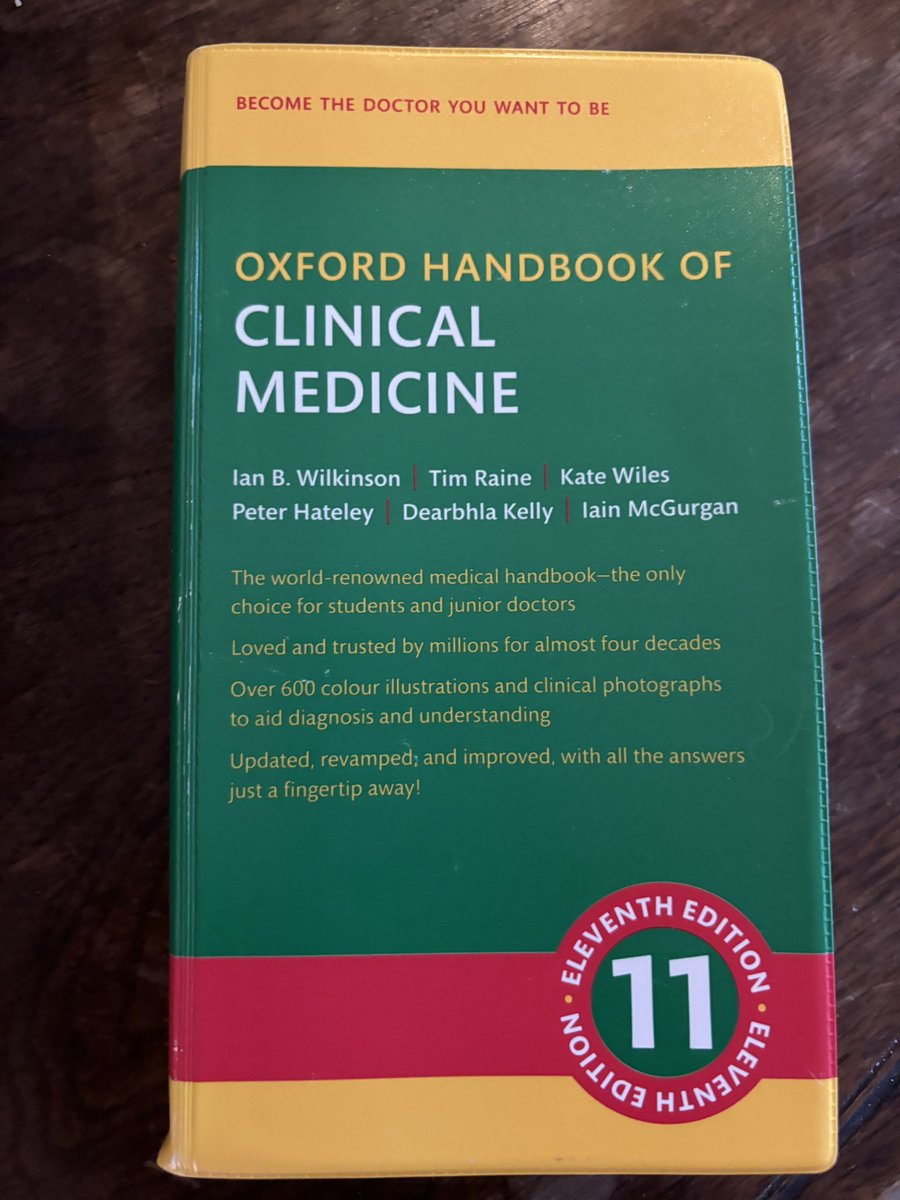 BECOME THE DOCTOR YOU WANT TO BE
OXFORD HANDBOOK OF
CLINICAL
MEDICINE
Ian B. Wilkinson | Tim Raine | Kate Wiles
Peter Hateley | Dearbhla Kelly | Iain McGurgan
The world-renowned medical handbook—the only
choice for students and junior doctors
Loved and trusted by millions for almost four decades
Over 600 colour illustrations and clinical photographs
to aid diagnosis and understanding
Updated, revamped, and improved, with all the answers
just a fingertip away!
ELEVENTH EDITION
11
ELEVENTH EDITION